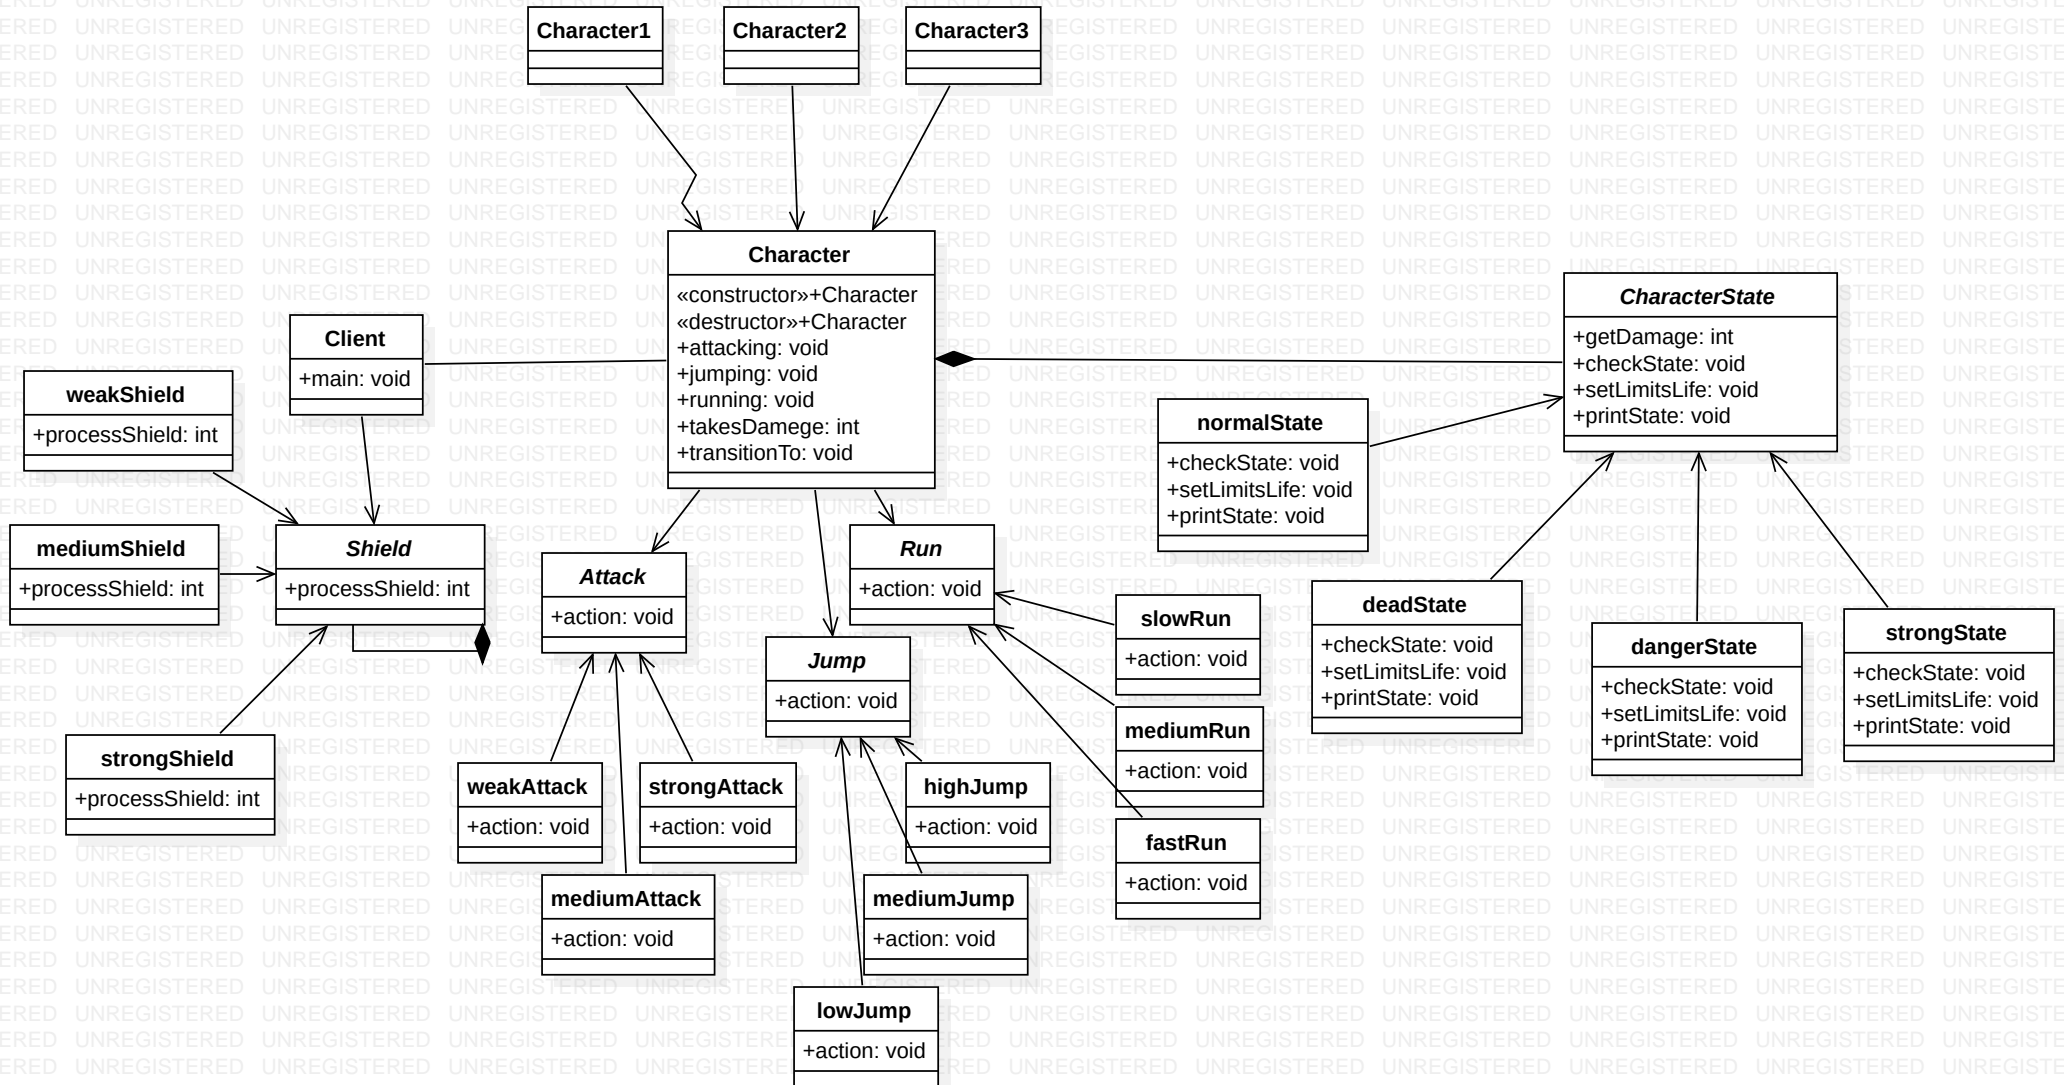 Character1
Character2
Character3
Character
«constructor»+Character
«destructor»+Character
+attacking: void
+jumping: void
+running: void
+takesDamege: int
+transitionTo: void
CharacterState
+getDamage: int
+checkState: void
+setLimitsLife: void
+printState: void
Client
+main: void
weakShield
+processShield: int
normalState
+checkState: void
+setLimitsLife: void
+printState: void
mediumShield
+processShield: int
Shield
+processShield: int
Attack
+action: void
Run
+action: void
Jump
+action: void
slowRun
+action: void
deadState
+checkState: void
+setLimitsLife: void
+printState: void
dangerState
+checkState: void
+setLimitsLife: void
+printState: void
strongState
+checkState: void
+setLimitsLife: void
+printState: void
strongShield
+processShield: int
weakAttack
+action: void
strongAttack
+action: void
highJump
+action: void
mediumRun
+action: void
fastRun
+action: void
mediumAttack
+action: void
mediumJump
+action: void
lowJump
+action: void
UNREGISTERED